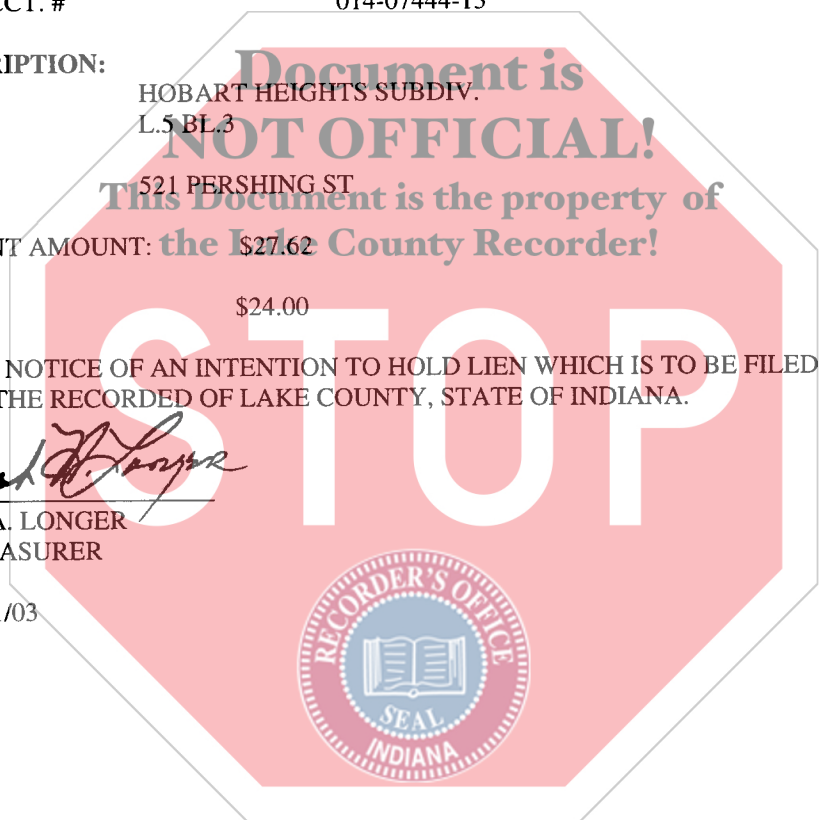 CCT. # 014-07444-15
RIPTION:
HOBART HEIGHTS SUBDIV.
L.5 BL.3
521 PERSHING ST
NT AMOUNT: $27.62
$24.00
NOTICE OF AN INTENTION TO HOLD LIEN WHICH IS TO BE FILED
THE RECORDED OF LAKE COUNTY, STATE OF INDIANA.
A. LONGER
ASURER
/03
Document is
NOT OFFICIAL!
This Document is the property of
the Lake County Recorder!
STOP
RECORDER'S OFFICE
SEAL
INDIANA